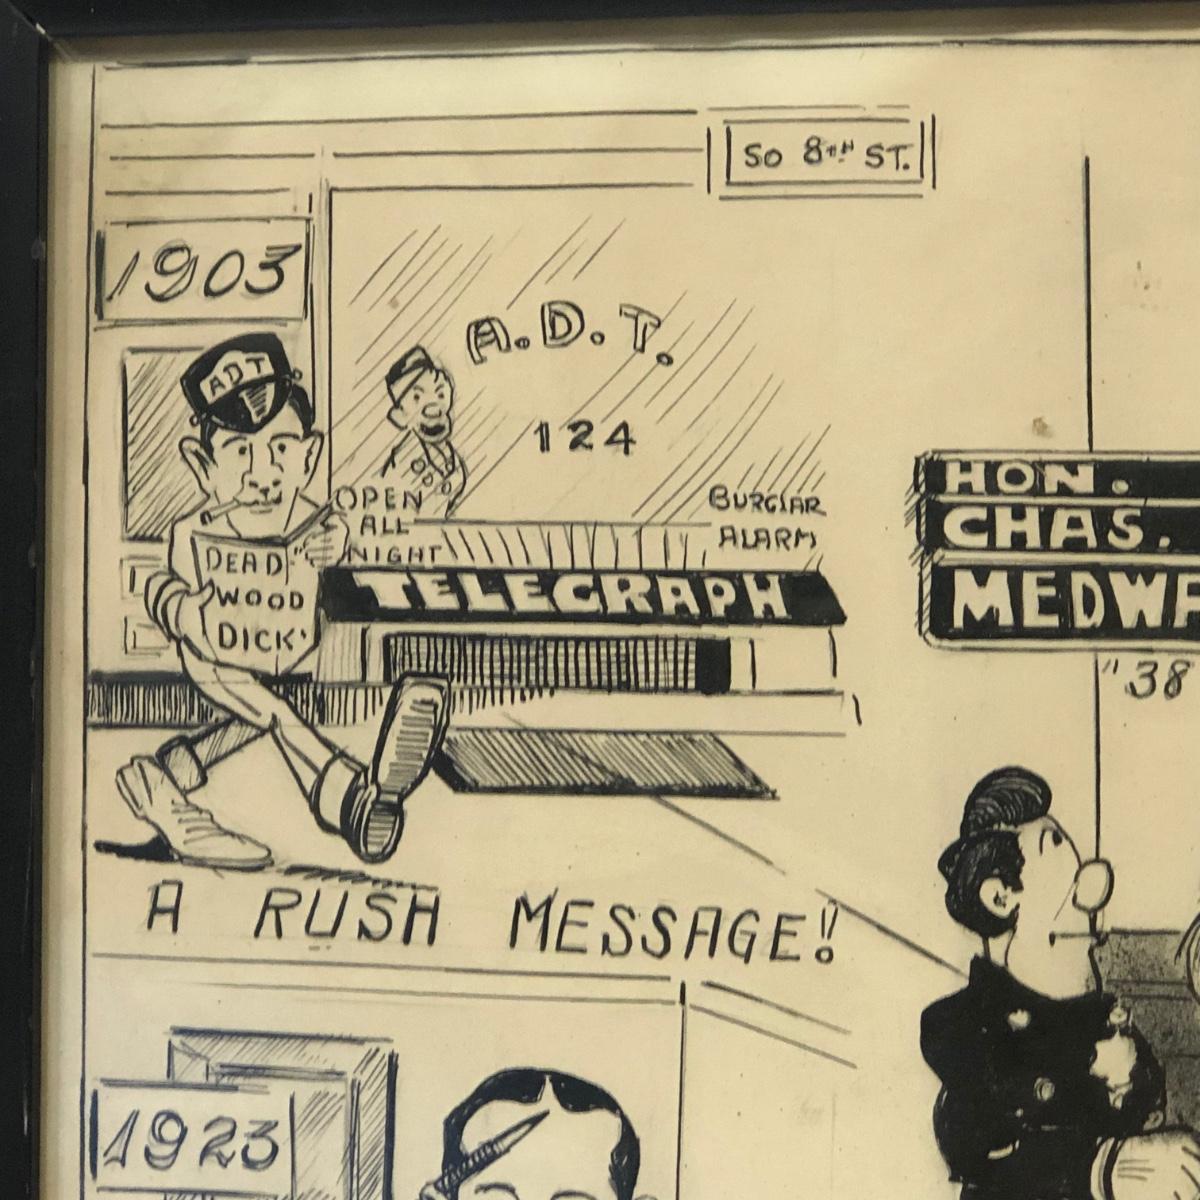 SO 8TH ST.
1903
A.D.T.
ADT
124
OPEN
ALL
NIGHT
BURGLAR
ALARM
TELEGRAPH
DEAD
WOOD
DICK
HON.
CHAS.
"38
A RUSH MESSAGE!!
1923